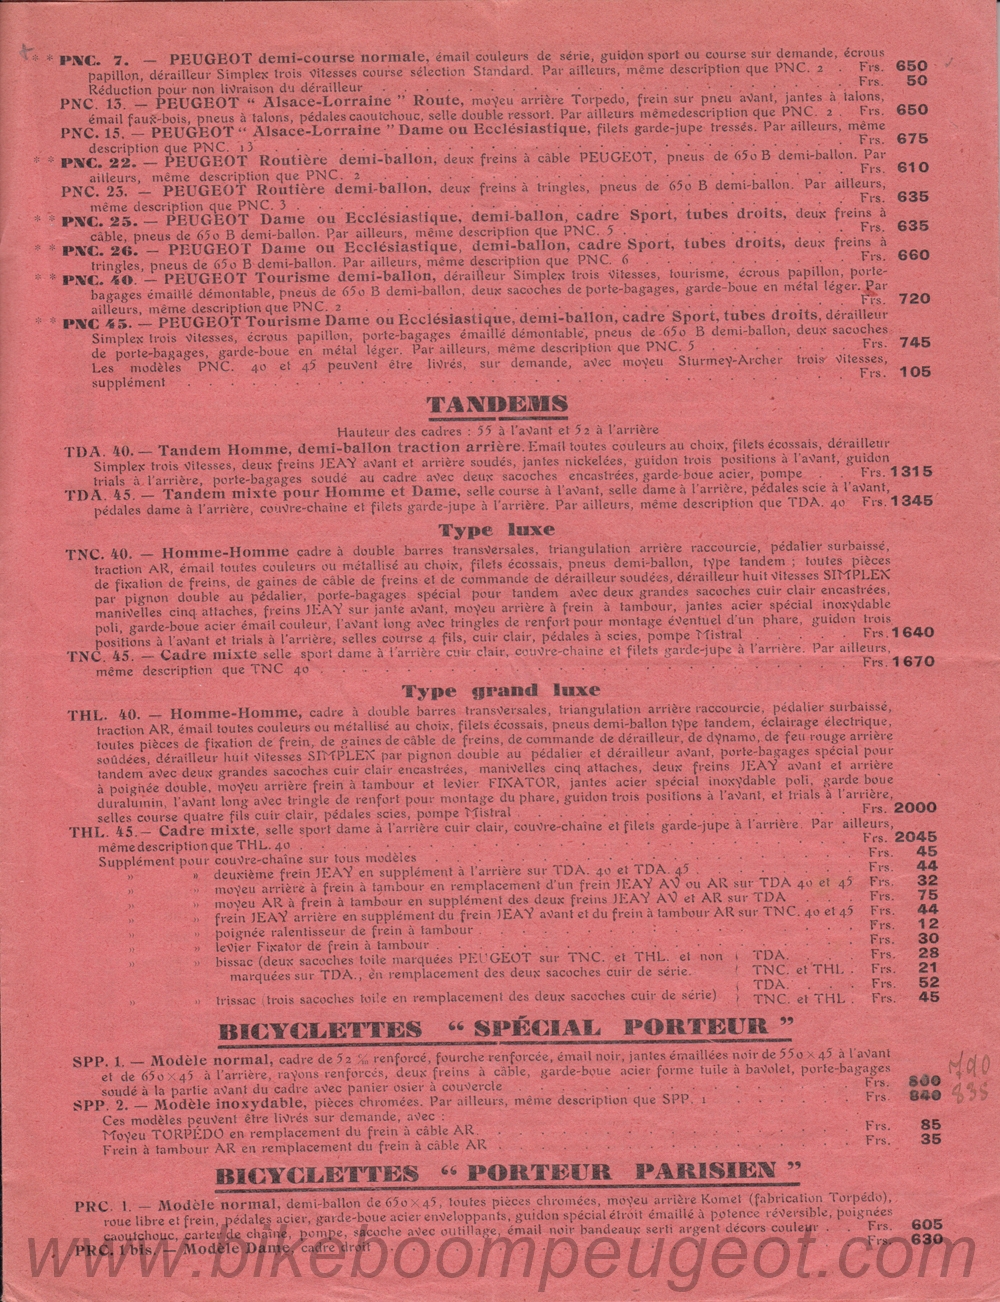 * * PNC. 7. — PEUGEOT demi-course normale, émail couleurs de série, guidon sport ou course sur demande, écrous
papillon, dérailleur Simplex trois vitesses course sélection Standard. Par ailleurs, même description que PNC. 2 . Frs. 650
Réduction pour non livraison du dérailleur . . . Frs. 50
PNC. 13. — PEUGEOT “ Alsace-Lorraine ” Route, moyeu arrière Torpedo, frein sur pneu avant, jantes à talons,
émail faux-bois, pneus à talons, pédales caoutchouc, selle double ressort. Par ailleurs mêmedescription que PNC. 2 . Frs. 650
PNC. 15. — PEUGEOT “ Alsace-Lorraine ” Dame ou Ecclésiastique, filets garde-jupe tressés. Par ailleurs, même
description que PNC. 13 . . . Frs. 675
* * PNC. 22. — PEUGEOT Routière demi-ballon, deux freins à câble PEUGEOT, pneus de 650 B demi-ballon. Par
ailleurs, même description que PNC. 2 . . . Frs. 610
PNC. 23. — PEUGEOT Routière demi-ballon, deux freins à tringles, pneus de 650 B demi-ballon. Par ailleurs,
même description que PNC. 3 . . . Frs. 635
* * PNC. 25. — PEUGEOT Dame ou Ecclésiastique, demi-ballon, cadre Sport, tubes droits, deux freins à
câble, pneus de 650 B demi-ballon. Par ailleurs, même description que PNC. 5 . . . Frs. 635
* * PNC. 26. — PEUGEOT Dame ou Ecclésiastique, demi-ballon, cadre Sport, tubes droits, deux freins à
tringles, pneus de 650 B demi-ballon. Par ailleurs, même description que PNC. 6 . . . Frs. 660
* * PNC. 40. — PEUGEOT Tourisme demi-ballon, dérailleur Simplex trois vitesses, tourisme, écrous papillon, porte-
bagages émaillé démontable, pneus de 650 B demi-ballon, deux sacoches de porte-bagages, garde-boue en métal léger. Par
ailleurs, même description que PNC. 2 . . . Frs. 720
* * PNC 45. — PEUGEOT Tourisme Dame ou Ecclésiastique, demi-ballon, cadre Sport, tubes droits, dérailleur
Simplex trois vitesses, écrous papillon, porte-bagages émaillé démontable, pneus de 650 B demi-ballon, deux sacoches
de porte-bagages, garde-boue en métal léger. Par ailleurs, même description que PNC. 5 . . . Frs. 745
Les modèles PNC. 40 et 45 peuvent être livrés, sur demande, avec moyeu Sturmey-Archer trois vitesses,
supplément . . . Frs. 105
TANDEMS
Hauteur des cadres : 55 à l'avant et 52 à l'arrière
TDA. 40. — Tandem Homme, demi-ballon traction arrière. Email toutes couleurs au choix, filets écossais, dérailleur
Simplex trois vitesses, deux freins JEAY avant et arrière soudés, jantes nickelées, guidon trois positions à l'avant, guidon
trials à l'arrière, porte-bagages soudé au cadre avec deux sacoches encastrées, garde-boue acier, pompe . . . Frs. 1315
TDA. 45. — Tandem mixte pour Homme et Dame, selle course à l'avant, selle dame à l'arrière, pédales scie à l'avant,
pédales dame à l'arrière, couvre-chaîne et filets garde-jupe à l'arrière. Par ailleurs, même description que TDA. 40 Frs. 1345
Type luxe
TNC. 40. — Homme-Homme cadre à double barres transversales, triangulation arrière raccourcie, pédalier surbaissé,
traction AR, émail toutes couleurs ou métallisé au choix, filets écossais, pneus demi-ballon, type tandem ; toutes pièces
de fixation de freins, de gaines de câble de freins et de commande de dérailleur soudées, dérailleur huit vitesses SIMPLEX
par pignon double au pédalier, porte-bagages spécial pour tandem avec deux grandes sacoches cuir clair encastrées,
manivelles cinq attaches, freins JEAY sur jante avant, moyeu arrière à frein à tambour, jantes acier spécial inoxydable
poli, garde-boue acier émail couleur, l'avant long avec tringles de renfort pour montage éventuel d'un phare, guidon trois
positions à l'avant et trials à l'arrière, selles course 4 fils, cuir clair, pédales à scies, pompe Mistral . . . Frs. 1640
TNC. 45. — Cadre mixte selle sport dame à l'arrière cuir clair, couvre-chaîne et filets garde-jupe à l'arrière. Par ailleurs,
même description que TNC 40 . . . Frs. 1670
Type grand luxe
THL. 40. — Homme-Homme, cadre à double barres transversales, triangulation arrière raccourcie, pédalier surbaissé,
traction AR, émail toutes couleurs ou métallisé au choix, filets écossais, pneus demi-ballon type tandem, éclairage électrique,
toutes pièces de fixation de frein, de gaines de câble de freins, de commande de dérailleur, de dynamo, de feu rouge arrière
soudées, dérailleur huit vitesses SIMPLEX par pignon double au pédalier et dérailleur avant, porte-bagages spécial pour
tandem avec deux grandes sacoches cuir clair encastrées, manivelles cinq attaches, deux freins JEAY avant et arrière
à poignée double, moyeu arrière frein à tambour et levier FIXATOR, jantes acier spécial inoxydable poli, garde boue
duralumin, l'avant long avec tringle de renfort pour montage du phare, guidon trois positions à l'avant, et trials à l'arrière,
selles course quatre fils cuir clair, pédales scies, pompe Mistral . . . Frs. 2000
THL. 45. — Cadre mixte, selle sport dame à l'arrière cuir clair, couvre-chaîne et filets garde-jupe à l'arrière. Par ailleurs,
même description que THL. 40 . . . Frs. 2045
Supplément pour couvre-chaîne sur tous modèles . . . Frs. 45
» » deuxième frein JEAY en supplément à l'arrière sur TDA. 40 et TDA. 45 . . . Frs. 44
» » moyeu arrière à frein à tambour en remplacement d'un frein JEAY AV ou AR sur TDA 40 et 45 Frs. 32
» » moyeu AR à frein à tambour en supplément des deux freins JEAY AV et AR sur TDA . . . Frs. 75
» » frein JEAY arrière en supplément du frein JEAY avant et du frein à tambour AR sur TNC. 40 et 45 Frs. 44
» » poignée ralentisseur de frein à tambour . . . Frs. 12
» » levier Fixator de frein à tambour . . . Frs. 30
» » bissac (deux sacoches toile marquées PEUGEOT sur TNC. et THL. et non TDA. . . . Frs. 28
marquées sur TDA., en remplacement des deux sacoches cuir de série. TNC. et THL . Frs. 21
» » trissac (trois sacoches toile en remplacement des deux sacoches cuir de série) TDA. . . . Frs. 52
TNC. et THL . Frs. 45
BICYCLETTES “ SPÉCIAL PORTEUR ”
SPP. 1. — Modèle normal, cadre de 52 c/m renforcé, fourche renforcée, émail noir, jantes émaillées noir de 550 × 45 à l'avant
et de 650 × 45 à l'arrière, rayons renforcés, deux freins à câble, garde-boue acier forme tuile à bavolet, porte-bagages
soudé à la partie avant du cadre avec panier osier à couvercle . . . Frs. 800 790
SPP. 2. — Modèle inoxydable, pièces chromées. Par ailleurs, même description que SPP. 1 . . . Frs. 840 835
Ces modèles peuvent être livrés sur demande, avec :
Moyeu TORPÉDO en remplacement du frein à câble AR . . . Frs. 85
Frein à tambour AR en remplacement du frein à câble AR . . . Frs. 35
BICYCLETTES “ PORTEUR PARISIEN ”
PRC. 1. — Modèle normal, demi-ballon de 650 × 45, toutes pièces chromées, moyeu arrière Komet (fabrication Torpédo),
roue libre et frein, pédales acier, garde-boue acier enveloppants, guidon spécial étroit émaillé à potence réversible, poignées
caoutchouc, carter de chaîne, pompe, sacoche avec outillage, émail noir bandeaux serti argent décors couleur . . Frs. 605
PRC. 1 bis. — Modèle Dame, cadre droit . . . Frs. 630
www.bikeboompeugeot.com